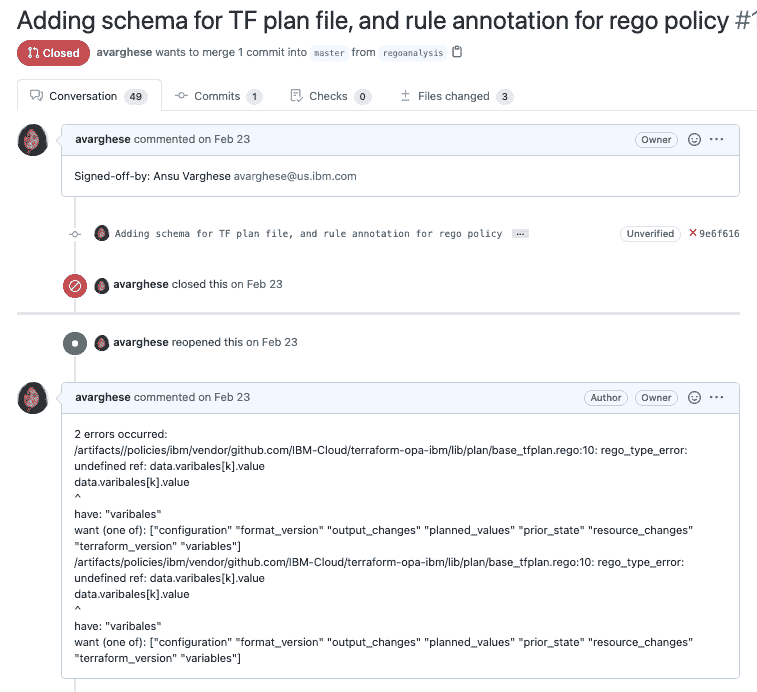 Adding schema for TF plan file, and rule annotation for rego policy #1
Closed avarghese wants to merge 1 commit into master from regoanalysis
Conversation 49 Commits 1 Checks 0 Files changed 3
avarghese commented on Feb 23 Owner ...
Signed-off-by: Ansu Varghese avarghese@us.ibm.com
Adding schema for TF plan file, and rule annotation for rego policy ... Unverified 9e6f616
avarghese closed this on Feb 23
avarghese reopened this on Feb 23
avarghese commented on Feb 23 Author Owner ...
2 errors occurred:
/artifacts//policies/ibm/vendor/github.com/IBM-Cloud/terraform-opa-ibm/lib/plan/base_tfplan.rego:10: rego_type_error:
undefined ref: data.varibales[k].value
data.varibales[k].value
^
have: "varibales"
want (one of): ["configuration" "format_version" "output_changes" "planned_values" "prior_state" "resource_changes"
"terraform_version" "variables"]
/artifacts/policies/ibm/vendor/github.com/IBM-Cloud/terraform-opa-ibm/lib/plan/base_tfplan.rego:10: rego_type_error:
undefined ref: data.varibales[k].value
data.varibales[k].value
^
have: "varibales"
want (one of): ["configuration" "format_version" "output_changes" "planned_values" "prior_state" "resource_changes"
"terraform_version" "variables"]